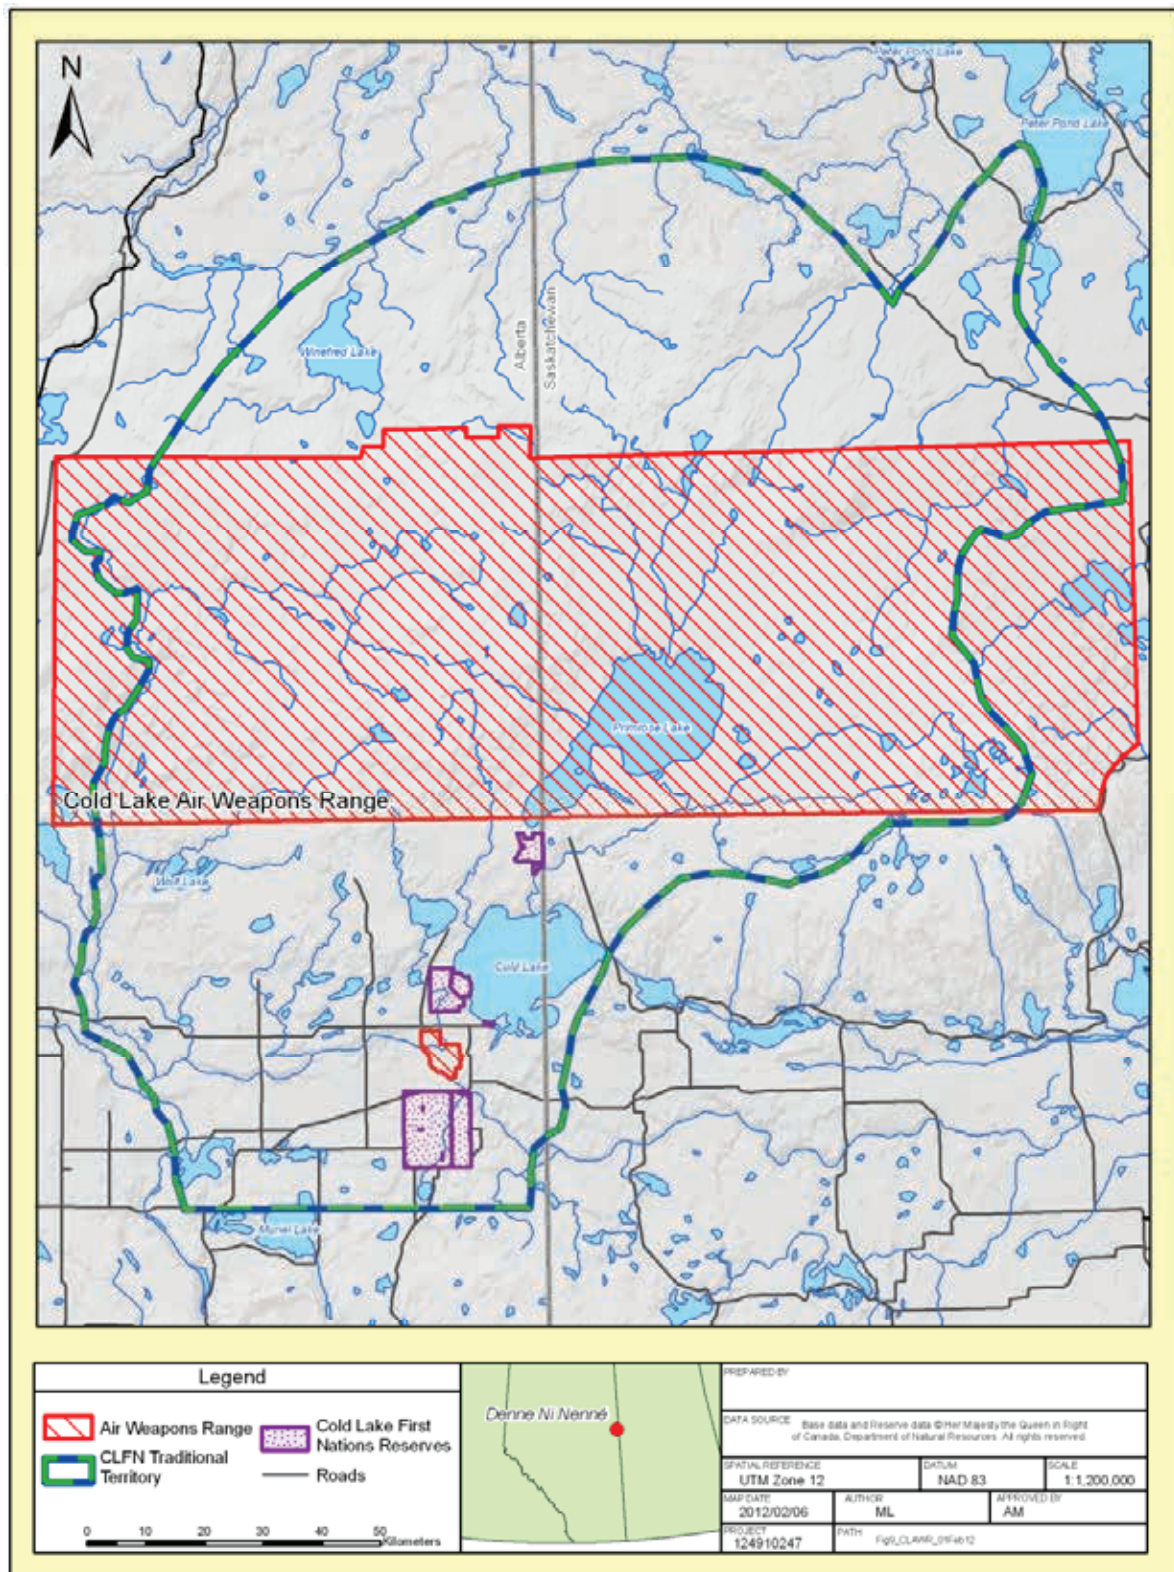 N
Peter Pond Lake
Peter Pond Lake
Winefred Lake
Alberta
Saskatchewan
Primrose Lake
Cold Lake Air Weapons Range
Wolf Lake
Cold Lake
Muriel Lake
Legend
Air Weapons Range
CLFN Traditional
Territory
Cold Lake First
Nations Reserves
Roads
0 10 20 30 40 50
Kilometers
Denne Ni Nenné
PREPARED BY
DATA SOURCE
Base data and Reserve data © Her Majesty the Queen in Right
of Canada, Department of Natural Resources. All rights reserved.
SPATIAL REFERENCE
UTM Zone 12
DATUM
NAD 83
SCALE
1:1,200,000
MAP DATE
2012/02/06
AUTHOR
ML
APPROVED BY
AM
PROJECT
124910247
PATH
Fig9_CLAWR_01Feb12